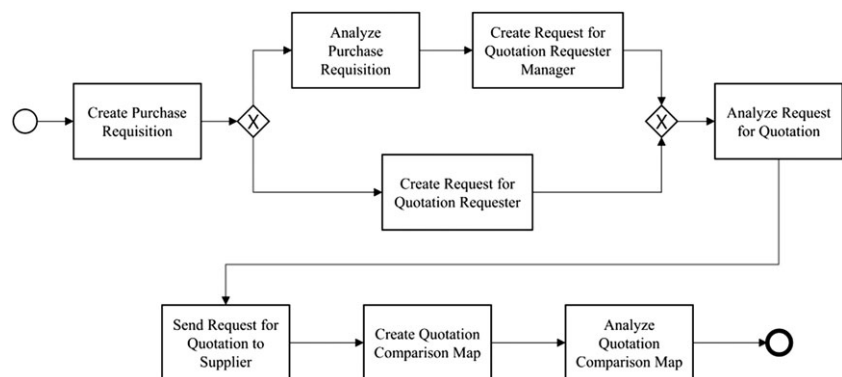 Analyze
Purchase
Requisition
Create Request for
Quotation Requester
Manager
Create Purchase
Requisition
X
X
Analyze Request
for Quotation
Create Request for
Quotation Requester
Send Request for
Quotation to
Supplier
Create Quotation
Comparison Map
Analyze
Quotation
Comparison Map